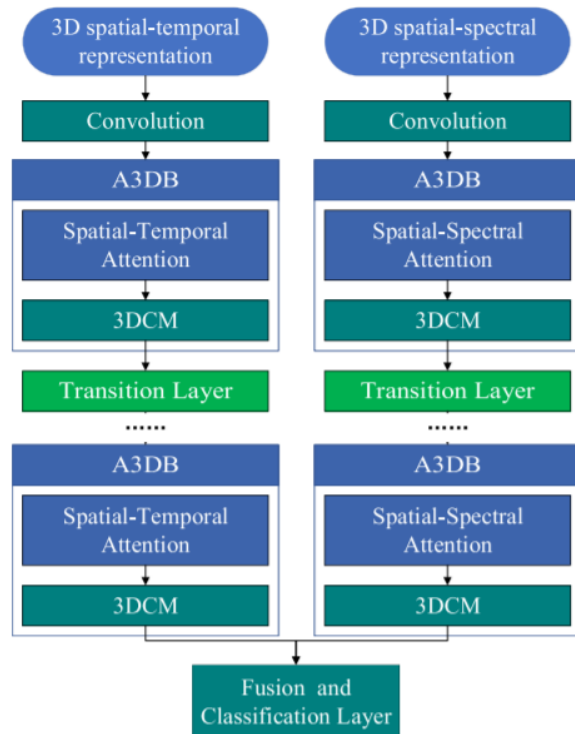 3D spatial-temporal
representation
3D spatial-spectral
representation
Convolution
Convolution
A3DB
A3DB
Spatial-Temporal
Attention
Spatial-Spectral
Attention
3DCM
3DCM
Transition Layer
Transition Layer
......
......
A3DB
A3DB
Spatial-Temporal
Attention
Spatial-Spectral
Attention
3DCM
3DCM
Fusion and
Classification Layer